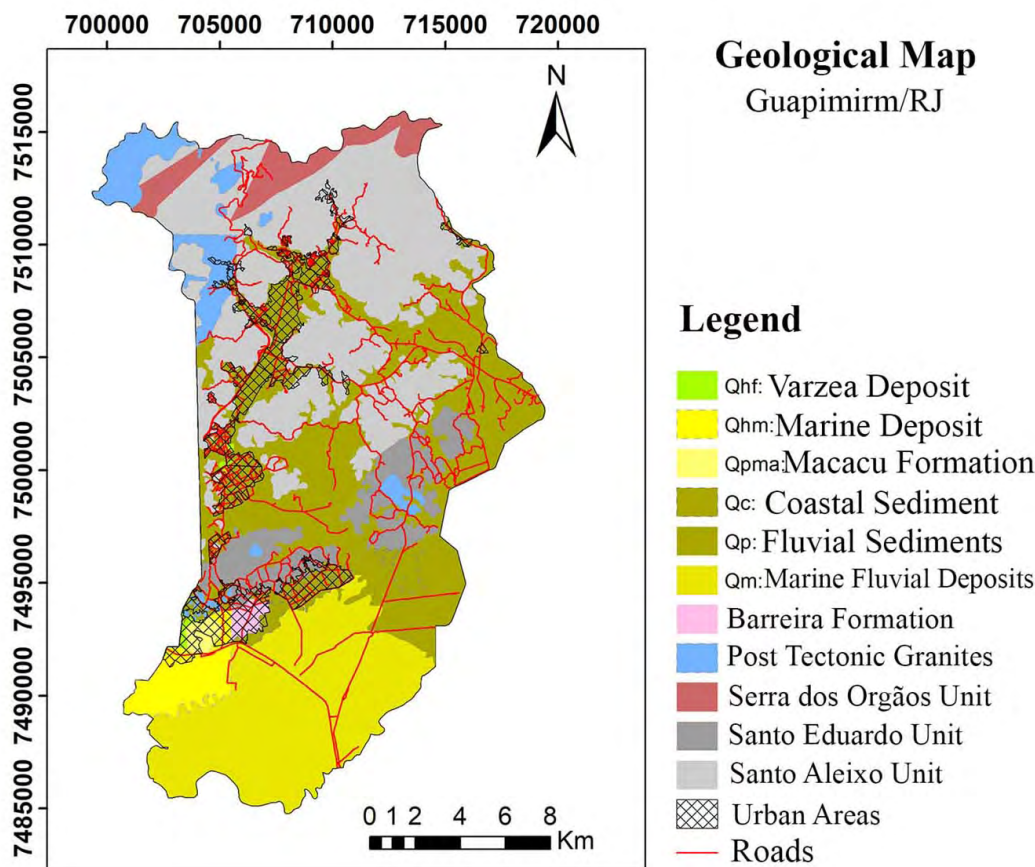 700000 705000 710000 715000 720000
Geological Map
Guapimirm/RJ
N
7515000
7510000
7505000
7500000
7495000
7490000
7485000
Legend
Qhf: Varzea Deposit
Qhm: Marine Deposit
Qpma: Macacu Formation
Qc: Coastal Sediment
Qp: Fluvial Sediments
Qm: Marine Fluvial Deposits
Barreira Formation
Post Tectonic Granites
Serra dos Orgãos Unit
Santo Eduardo Unit
Santo Aleixo Unit
Urban Areas
Roads
0 1 2 4 6 8
Km